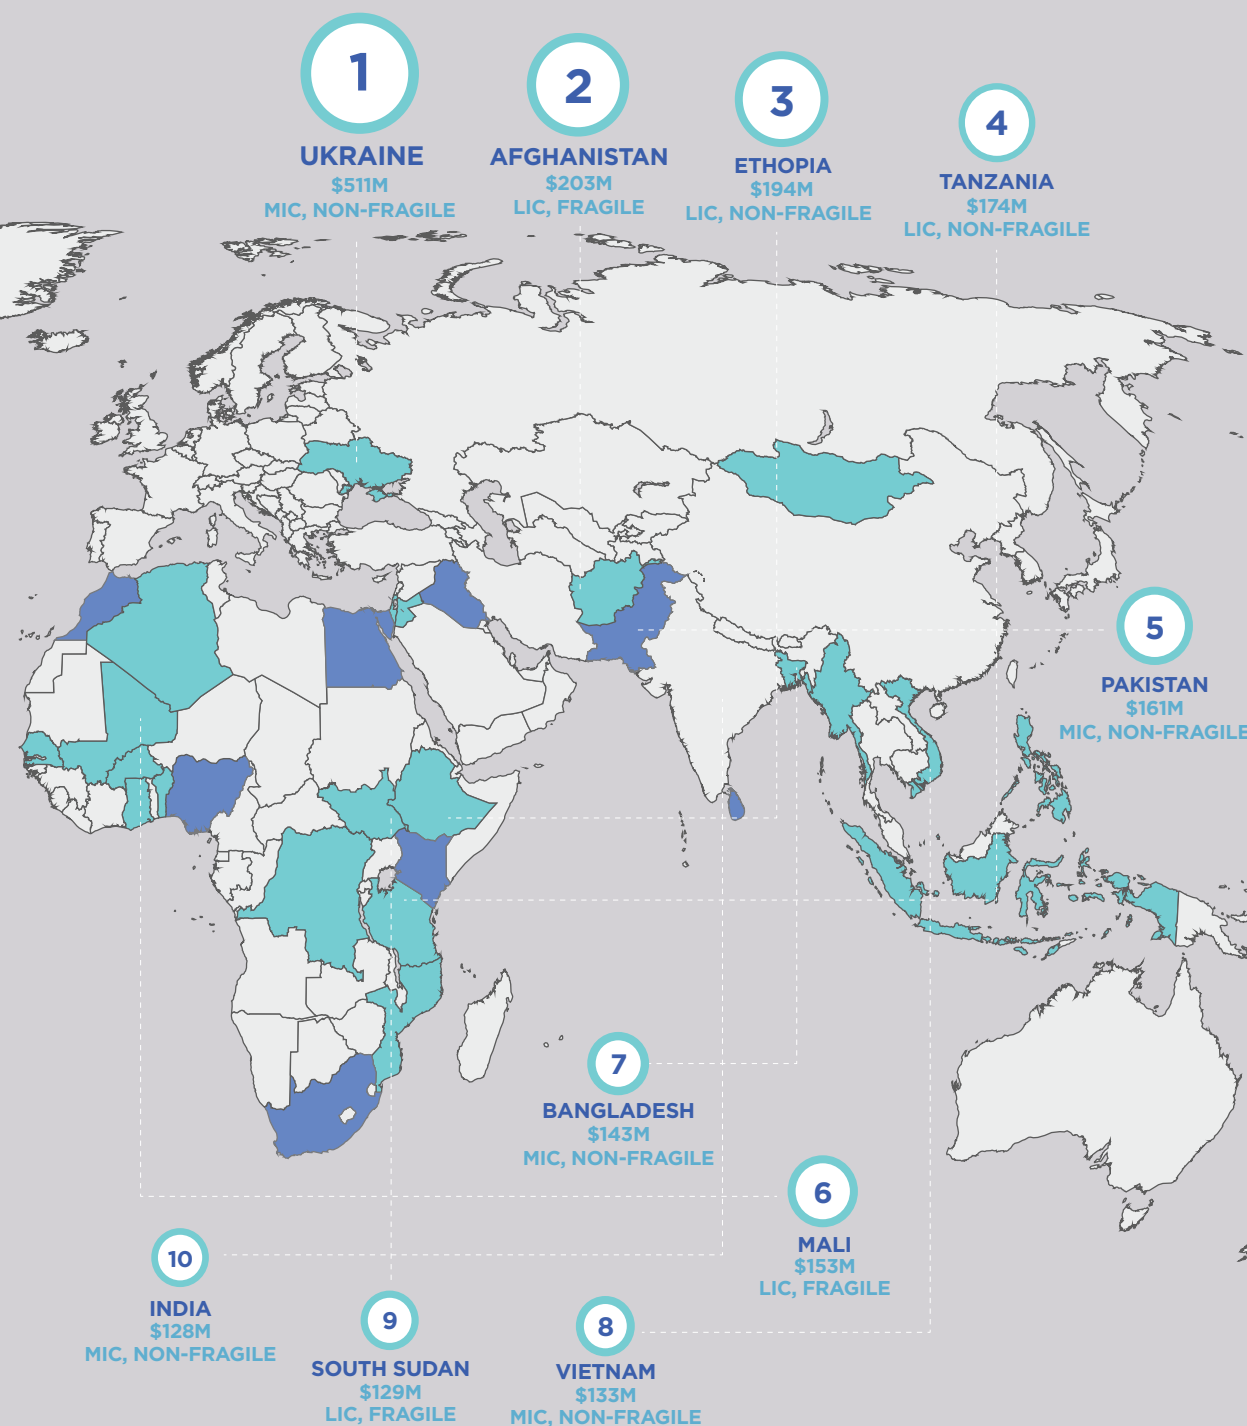 1
UKRAINE
$511M
MIC, NON-FRAGILE
2
AFGHANISTAN
$203M
LIC, FRAGILE
3
ETHOPIA
$194M
LIC, NON-FRAGILE
4
TANZANIA
$174M
LIC, NON-FRAGILE
5
PAKISTAN
$161M
MIC, NON-FRAGILE
7
BANGLADESH
$143M
MIC, NON-FRAGILE
6
MALI
$153M
LIC, FRAGILE
10
INDIA
$128M
MIC, NON-FRAGILE
9
SOUTH SUDAN
$129M
LIC, FRAGILE
8
VIETNAM
$133M
MIC, NON-FRAGILE